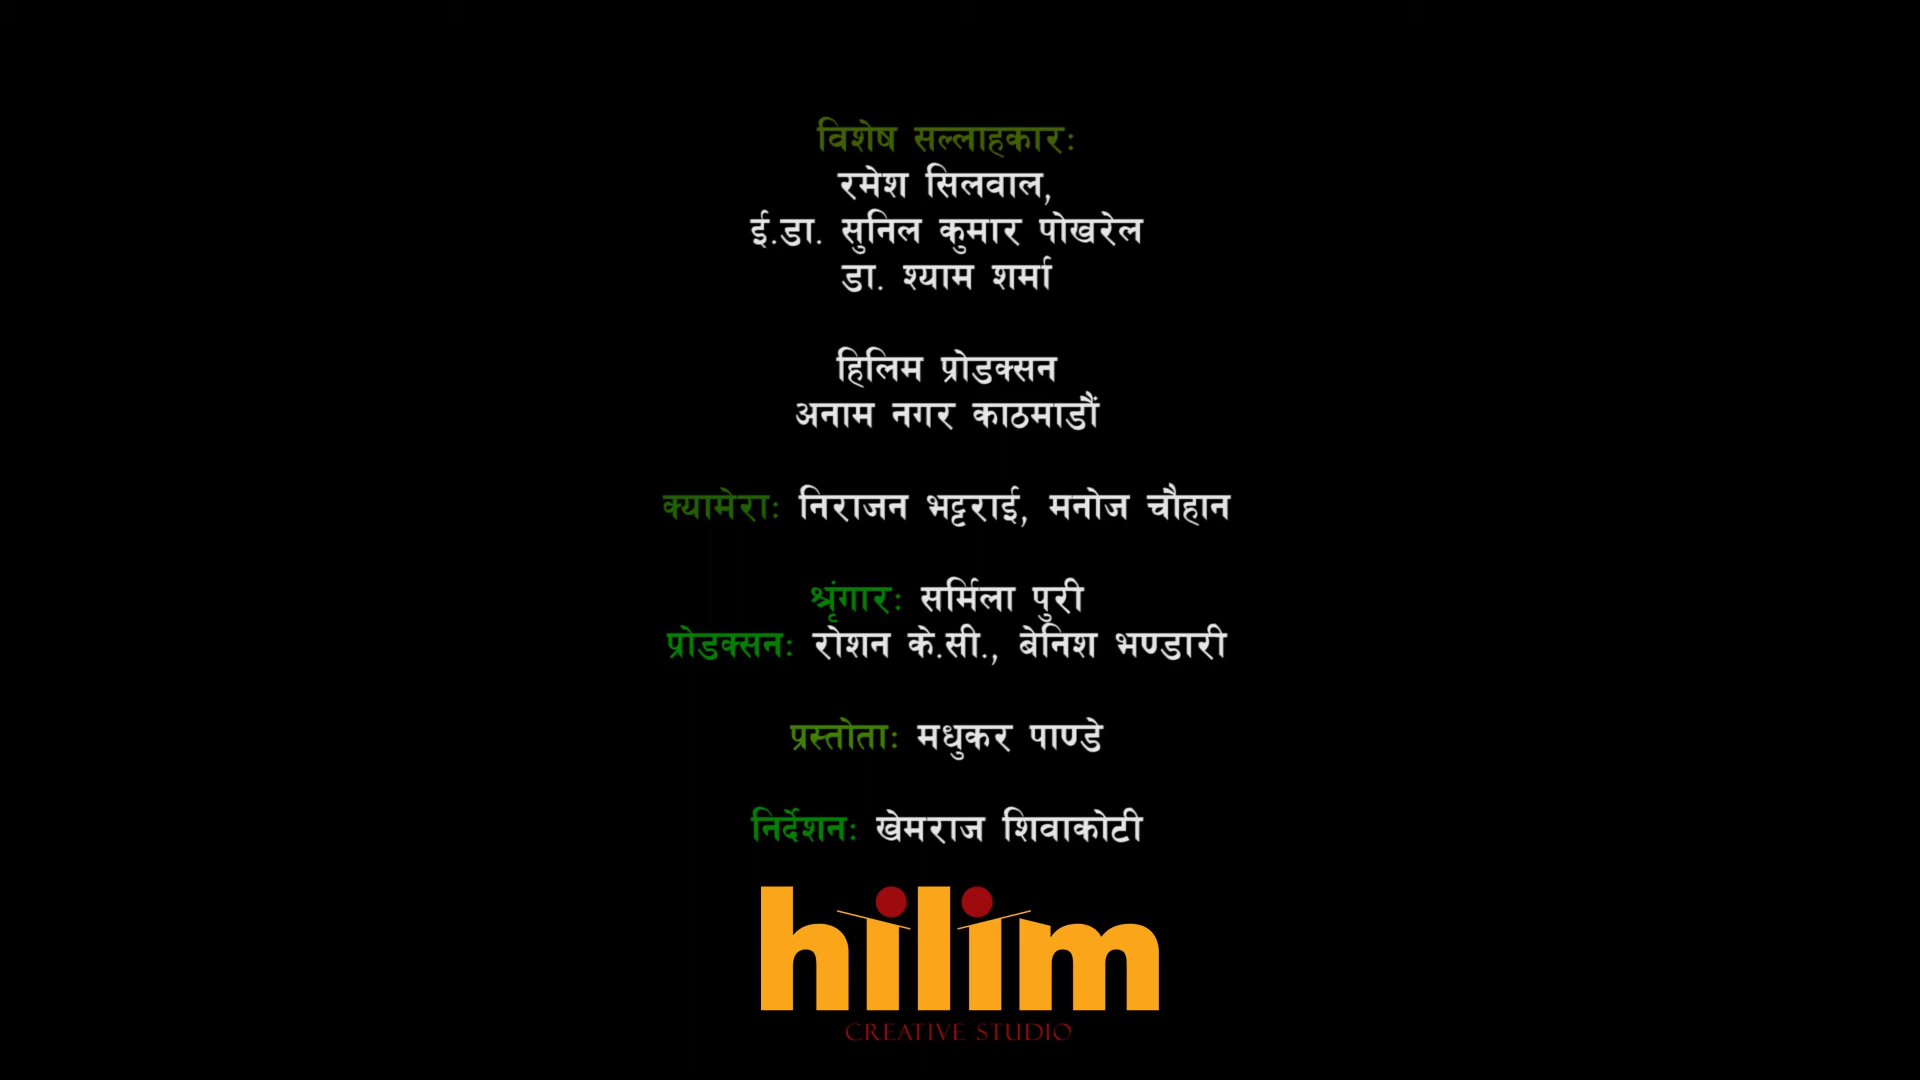 विशेष सल्लाहकारः
रमेश सिलवाल,
ई.डा. सुनिल कुमार पोखरेल
डा. श्याम शर्मा
हिलिम प्रोडक्सन
अनाम नगर काठमाडौं
क्यामेराः निराजन भट्टराई, मनोज चौहान
श्रृंगारः सर्मिला पुरी
प्रोडक्सनः रोशन के.सी., बेनिश भण्डारी
प्रस्तोताः मधुकर पाण्डे
निर्देशनः खेमराज शिवाकोटी
hilim
CREATIVE STUDIO